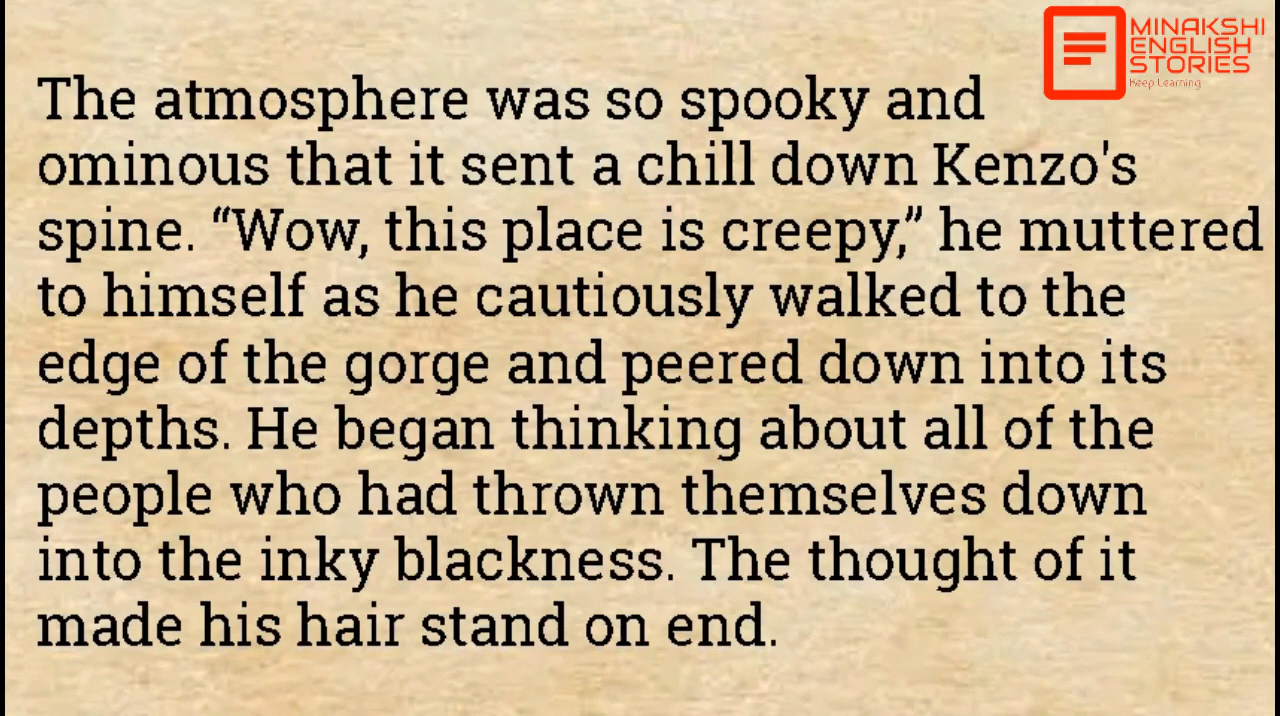 MINAKSHI
ENGLISH
STORIES
Keep Learning
The atmosphere was so spooky and
ominous that it sent a chill down Kenzo's
spine. “Wow, this place is creepy,” he muttered
to himself as he cautiously walked to the
edge of the gorge and peered down into its
depths. He began thinking about all of the
people who had thrown themselves down
into the inky blackness. The thought of it
made his hair stand on end.